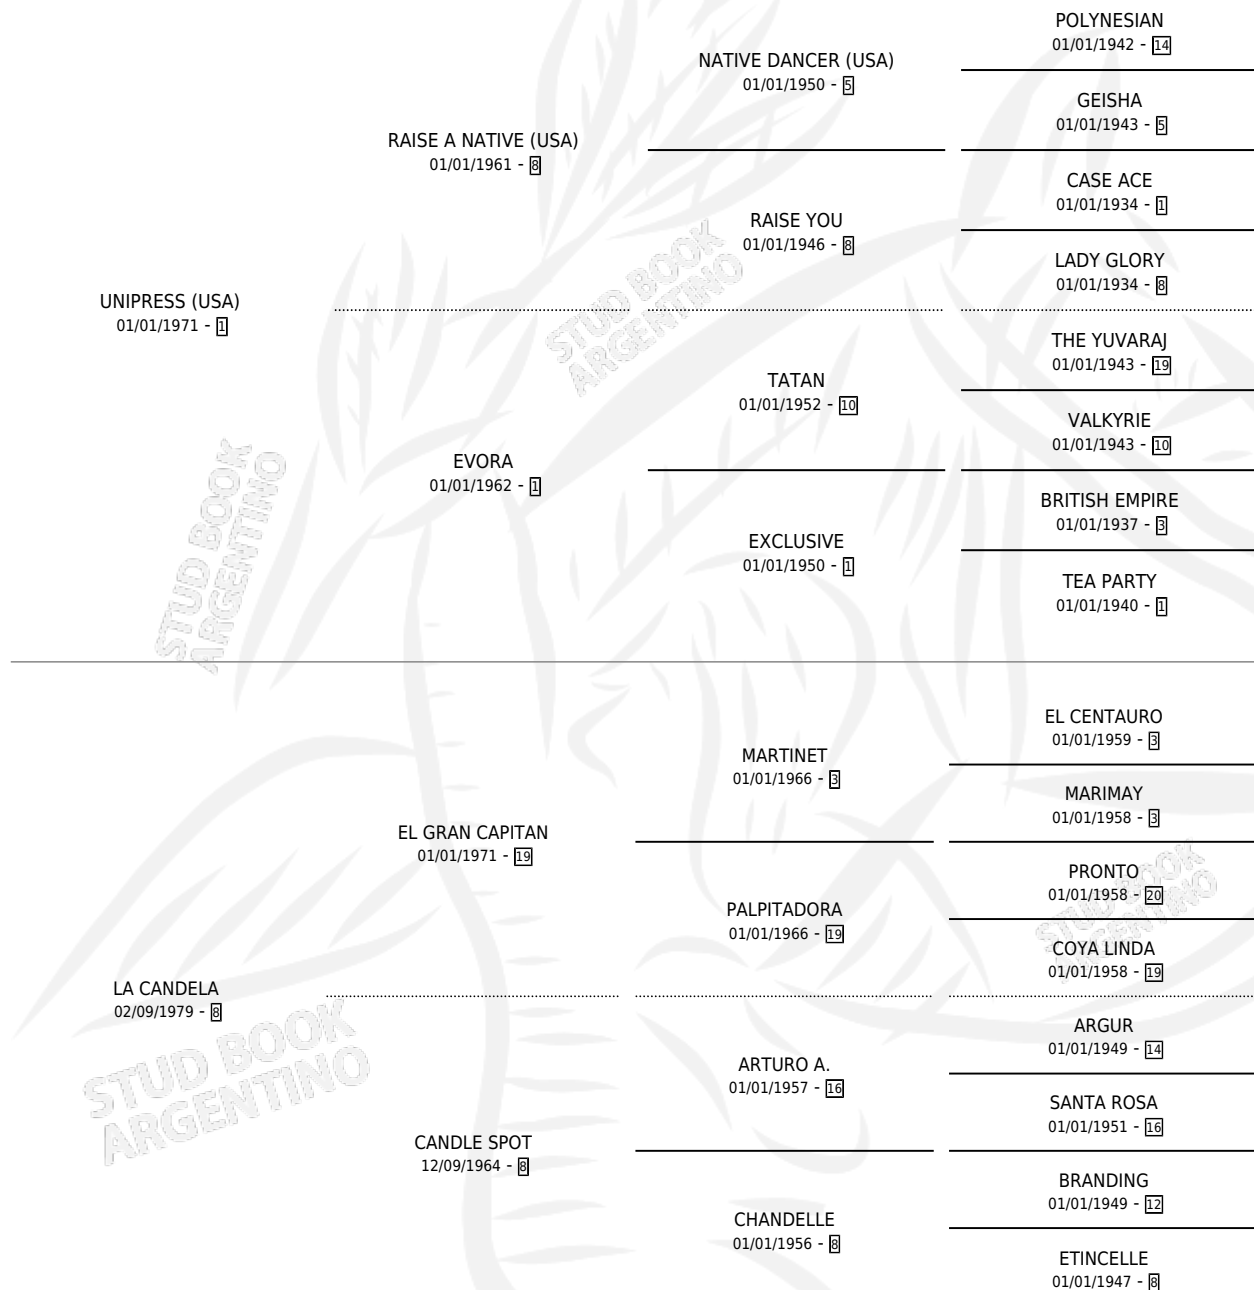 POLYNESIAN
01/01/1942 - 14
NATIVE DANCER (USA)
01/01/1950 - 5
GEISHA
01/01/1943 - 5
RAISE A NATIVE (USA)
01/01/1961 - 8
CASE ACE
01/01/1934 - 1
RAISE YOU
01/01/1946 - 8
LADY GLORY
01/01/1934 - 8
UNIPRESS (USA)
01/01/1971 - 1
THE YUVARAJ
01/01/1943 - 19
TATAN
01/01/1952 - 10
VALKYRIE
01/01/1943 - 10
EVORA
01/01/1962 - 1
BRITISH EMPIRE
01/01/1937 - 3
EXCLUSIVE
01/01/1950 - 1
TEA PARTY
01/01/1940 - 1
EL CENTAURO
01/01/1959 - 3
MARTINET
01/01/1966 - 3
MARIMAY
01/01/1958 - 3
EL GRAN CAPITAN
01/01/1971 - 19
PRONTO
01/01/1958 - 20
PALPITADORA
01/01/1966 - 19
COYA LINDA
01/01/1958 - 19
LA CANDELA
02/09/1979 - 8
ARGUR
01/01/1949 - 14
ARTURO A.
01/01/1957 - 16
SANTA ROSA
01/01/1951 - 16
CANDLE SPOT
12/09/1964 - 8
BRANDING
01/01/1949 - 12
CHANDELLE
01/01/1956 - 8
ETINCELLE
01/01/1947 - 8
STUD BOOK
ARGENTINO
STUD BOOK
ARGENTINO
STUD BOOK
ARGENTINO
STUD BOOK
ARGENTINO